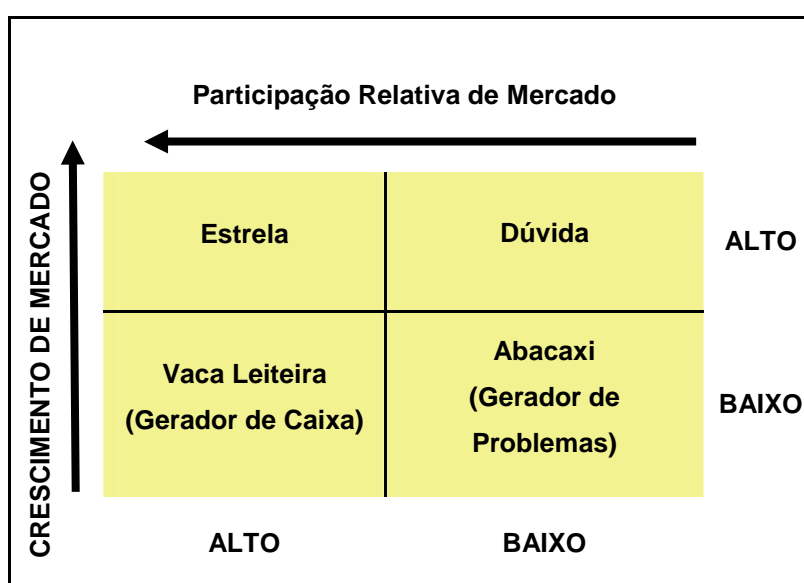 Participação Relativa de Mercado
CRESCIMENTO DE MERCADO
Estrela
Dúvida
ALTO
Vaca Leiteira
(Gerador de Caixa)
Abacaxi
(Gerador de
Problemas)
BAIXO
ALTO
BAIXO